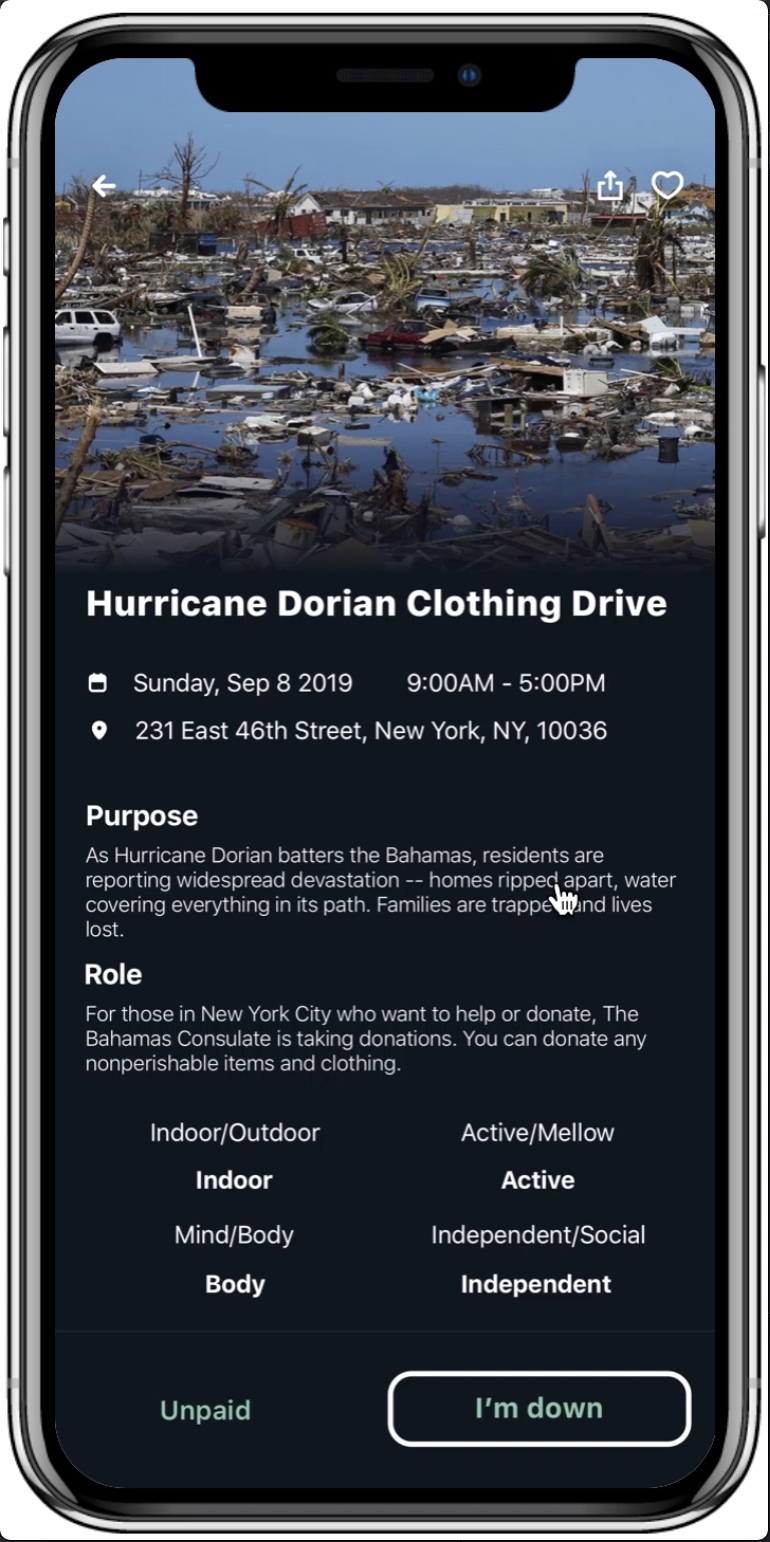 Hurricane Dorian Clothing Drive
Sunday, Sep 8 2019 9:00AM - 5:00PM
231 East 46th Street, New York, NY, 10036
Purpose
As Hurricane Dorian batters the Bahamas, residents are
reporting widespread devastation -- homes ripped apart, water
covering everything in its path. Families are trapped and lives
lost.
Role
For those in New York City who want to help or donate, The
Bahamas Consulate is taking donations. You can donate any
nonperishable items and clothing.
Indoor/Outdoor Active/Mellow
Indoor Active
Mind/Body Independent/Social
Body Independent
Unpaid I'm down